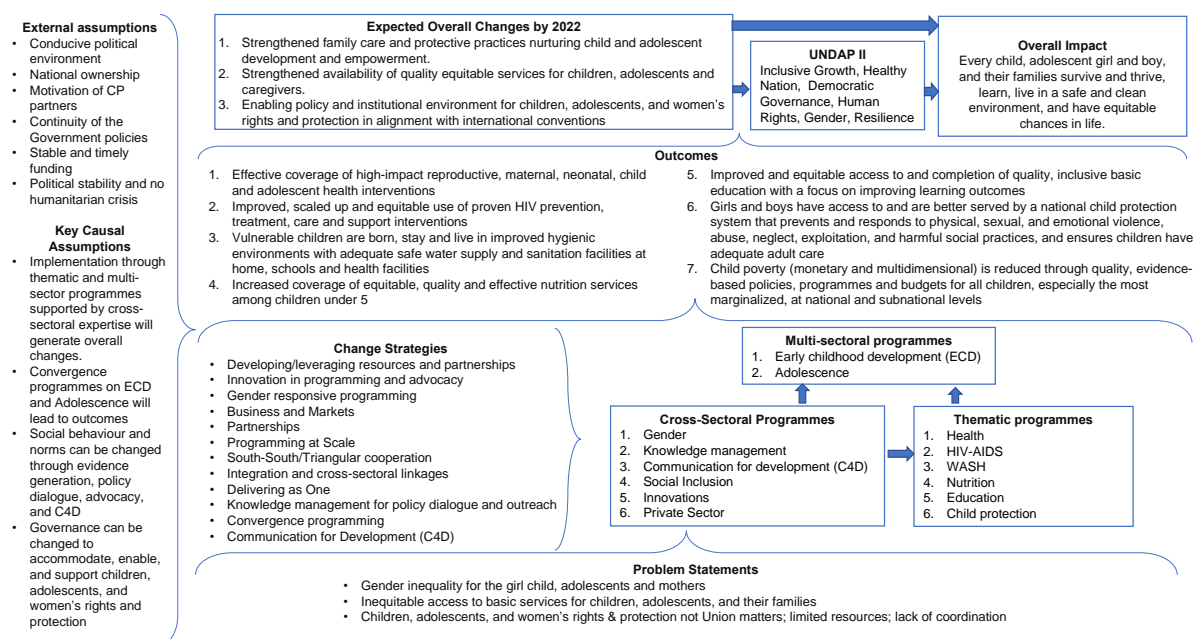 External assumptions
• Conducive political
environment
• National ownership
• Motivation of CP
partners
• Continuity of the
Government policies
• Stable and timely
funding
• Political stability and no
humanitarian crisis
Key Causal
Assumptions
• Implementation through
thematic and multi-
sector programmes
supported by cross-
sectoral expertise will
generate overall
changes.
• Convergence
programmes on ECD
and Adolescence will
lead to outcomes
• Social behaviour and
norms can be changed
through evidence
generation, policy
dialogue, advocacy,
and C4D
• Governance can be
changed to
accommodate, enable,
and support children,
adolescents, and
women's rights and
protection
Expected Overall Changes by 2022
1. Strengthened family care and protective practices nurturing child and adolescent
development and empowerment.
2. Strengthened availability of quality equitable services for children, adolescents and
caregivers.
3. Enabling policy and institutional environment for children, adolescents, and women's
rights and protection in alignment with international conventions
UNDAP II
Inclusive Growth, Healthy
Nation, Democratic
Governance, Human
Rights, Gender, Resilience
Overall Impact
Every child, adolescent girl and boy,
and their families survive and thrive,
learn, live in a safe and clean
environment, and have equitable
chances in life.
Outcomes
1. Effective coverage of high-impact reproductive, maternal, neonatal, child
and adolescent health interventions
2. Improved, scaled up and equitable use of proven HIV prevention,
treatment, care and support interventions
3. Vulnerable children are born, stay and live in improved hygienic
environments with adequate safe water supply and sanitation facilities at
home, schools and health facilities
4. Increased coverage of equitable, quality and effective nutrition services
among children under 5
5. Improved and equitable access to and completion of quality, inclusive basic
education with a focus on improving learning outcomes
6. Girls and boys have access to and are better served by a national child protection
system that prevents and responds to physical, sexual, and emotional violence,
abuse, neglect, exploitation, and harmful social practices, and ensures children have
adequate adult care
7. Child poverty (monetary and multidimensional) is reduced through quality, evidence-
based policies, programmes and budgets for all children, especially the most
marginalized, at national and subnational levels
Change Strategies
• Developing/leveraging resources and partnerships
• Innovation in programming and advocacy
• Gender responsive programming
• Business and Markets
• Partnerships
• Programming at Scale
• South-South/Triangular cooperation
• Integration and cross-sectoral linkages
• Delivering as One
• Knowledge management for policy dialogue and outreach
• Convergence programming
• Communication for Development (C4D)
Multi-sectoral programmes
1. Early childhood development (ECD)
2. Adolescence
Cross-Sectoral Programmes
1. Gender
2. Knowledge management
3. Communication for development (C4D)
4. Social Inclusion
5. Innovations
6. Private Sector
Thematic programmes
1. Health
2. HIV-AIDS
3. WASH
4. Nutrition
5. Education
6. Child protection
Problem Statements
• Gender inequality for the girl child, adolescents and mothers
• Inequitable access to basic services for children, adolescents, and their families
• Children, adolescents, and women's rights & protection not Union matters; limited resources; lack of coordination